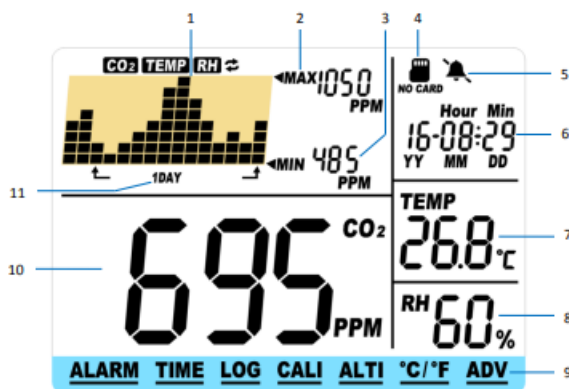 1
2
3
4
5
6
7
8
9
10
11
CO2 TEMP RH
MAX 1050
PPM
MIN 485
PPM
1DAY
NO CARD
Hour Min
16-08:29
YY MM DD
TEMP
26.8 °C
RH 60 %
695 CO2
PPM
ALARM TIME LOG CALI ALTI °C/°F ADV